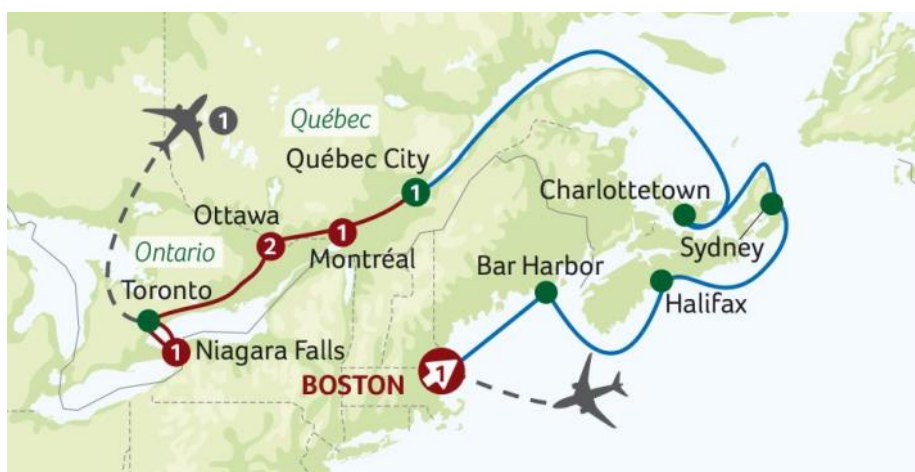 1
Québec
Québec City
1
Charlottetown
Ottawa
2
1
Montréal
Sydney
Ontario
Toronto
Bar Harbor
Halifax
1
Niagara Falls
BOSTON
1